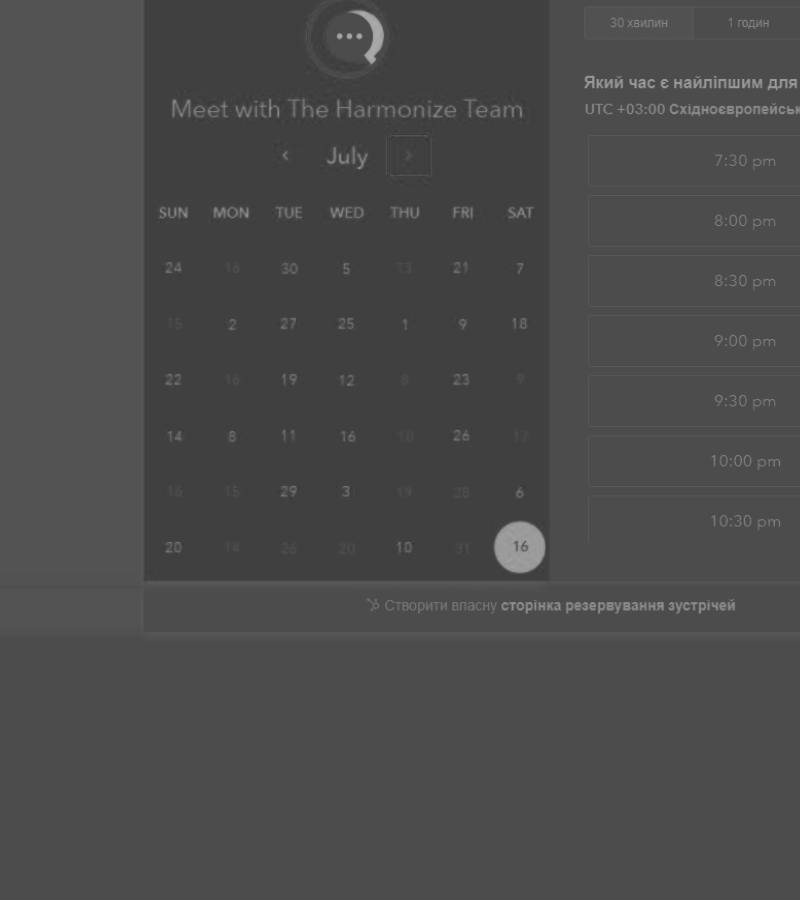 30 хвилин 1 годин
Який час є найліпшим для
UTC +03:00 Східноєвропейськ
Meet with The Harmonize Team
July
SUN MON TUE WED THU FRI SAT
24 16 30 5 13 21 7
15 2 27 25 1 9 18
22 16 19 12 8 23 9
14 8 11 16 10 26 17
16 15 29 3 19 28 6
20 14 26 20 10 31 16
7:30 pm
8:00 pm
8:30 pm
9:00 pm
9:30 pm
10:00 pm
10:30 pm
Створити власну сторінка резервування зустрічей